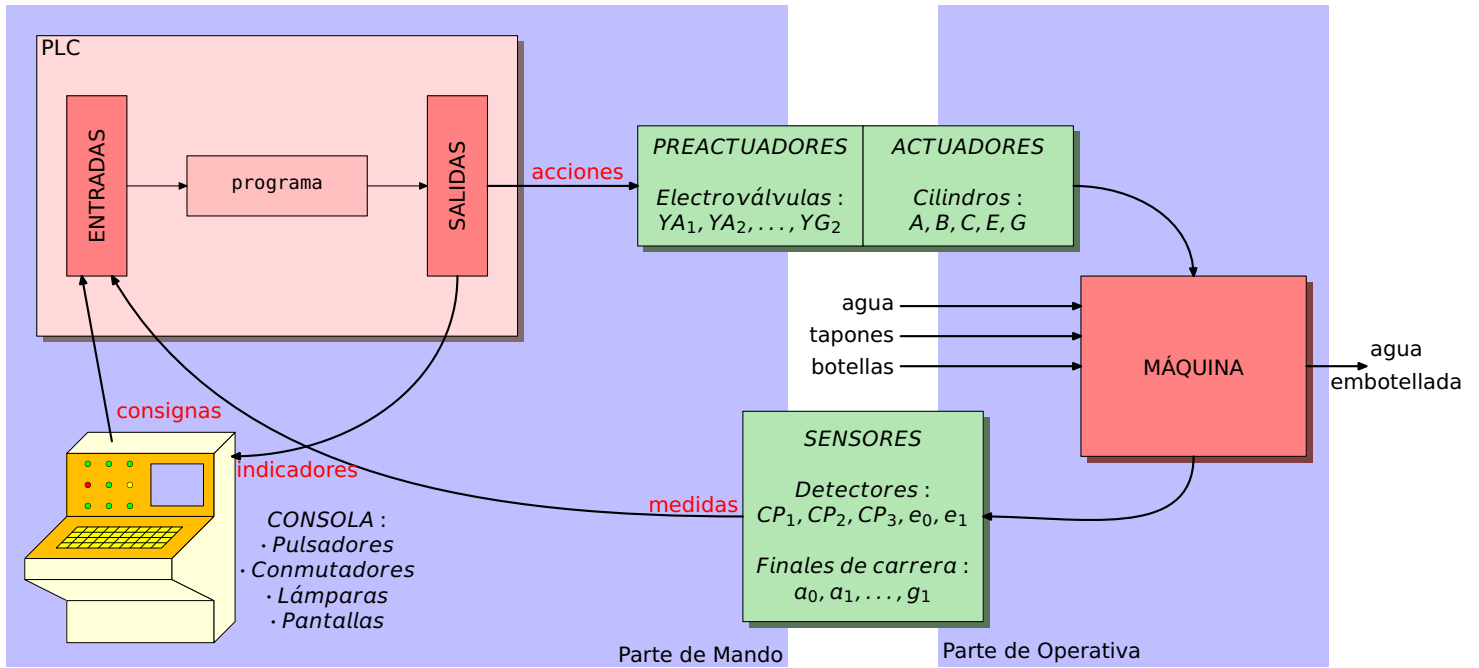 PLC
ENTRADAS
programa
SALIDAS
acciones
PREACTUADORES
Electroválvulas :
YA₁, YA₂, . . . , YG₂
ACTUADORES
Cilindros :
A, B, C, E, G
agua
tapones
botellas
MÁQUINA
agua
embotellada
consignas
indicadores
medidas
SENSORES
Detectores :
CP₁, CP₂, CP₃, e₀, e₁
Finales de carrera :
a₀, a₁, . . . , g₁
CONSOLA :
· Pulsadores
· Conmutadores
· Lámparas
· Pantallas
Parte de Mando
Parte de Operativa